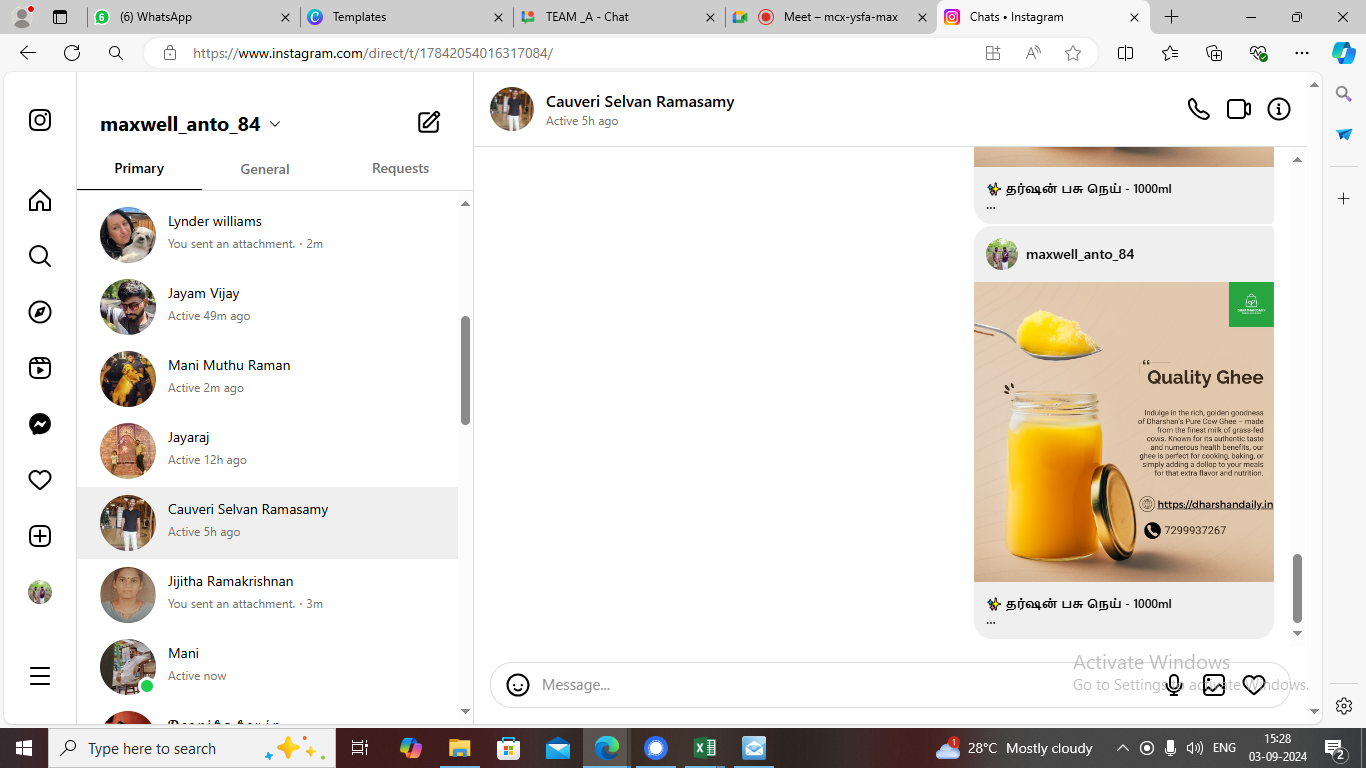 (6) WhatsApp
Templates
TEAM _A - Chat
Meet – mcx-ysfa-max
Chats • Instagram
https://www.instagram.com/direct/t/17842054016317084/
maxwell_anto_84
Primary
General
Requests
Lynder williams
You sent an attachment. · 2m
Jayam Vijay
Active 49m ago
Mani Muthu Raman
Active 2m ago
Jayaraj
Active 12h ago
Cauveri Selvan Ramasamy
Active 5h ago
Jijitha Ramakrishnan
You sent an attachment. · 3m
Mani
Active now
Cauveri Selvan Ramasamy
Active 5h ago
✨ தர்ஷன் பசு நெய் - 1000ml
...
maxwell_anto_84
Quality Ghee
Indulge in the rich, golden goodness
of Dharshan's Pure Cow Ghee – made
from the finest milk of grass-fed
cows. Known for its authentic taste
and numerous health benefits, our
ghee is perfect for cooking, baking, or
simply adding a dollop to your meals
for that extra flavor and nutrition.
https://dharshandaily.in
7299937267
✨ தர்ஷன் பசு நெய் - 1000ml
...
Message...
Activate Windows
Go to Settings to activate Windows.
Type here to search
1
28°C Mostly cloudy
ENG
15:28
03-09-2024
2